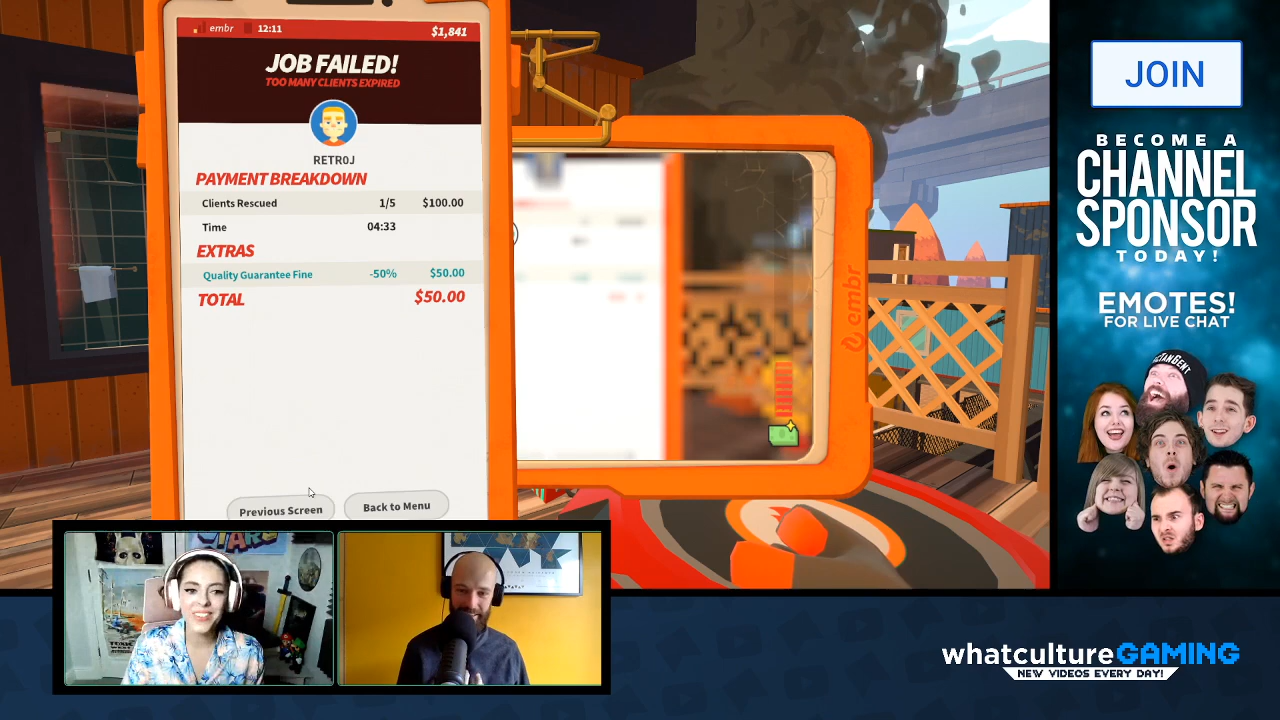 embr 12:11 $1,841
JOB FAILED!
TOO MANY CLIENTS EXPIRED
RETR0J
PAYMENT BREAKDOWN
Clients Rescued 1/5 $100.00
Time 04:33
EXTRAS
Quality Guarantee Fine -50% $50.00
TOTAL $50.00
Previous Screen Back to Menu
embr
JOIN
BECOME A
CHANNEL
SPONSOR
TODAY!
EMOTES!
FOR LIVE CHAT
whatcultureGAMING
NEW VIDEOS EVERY DAY!